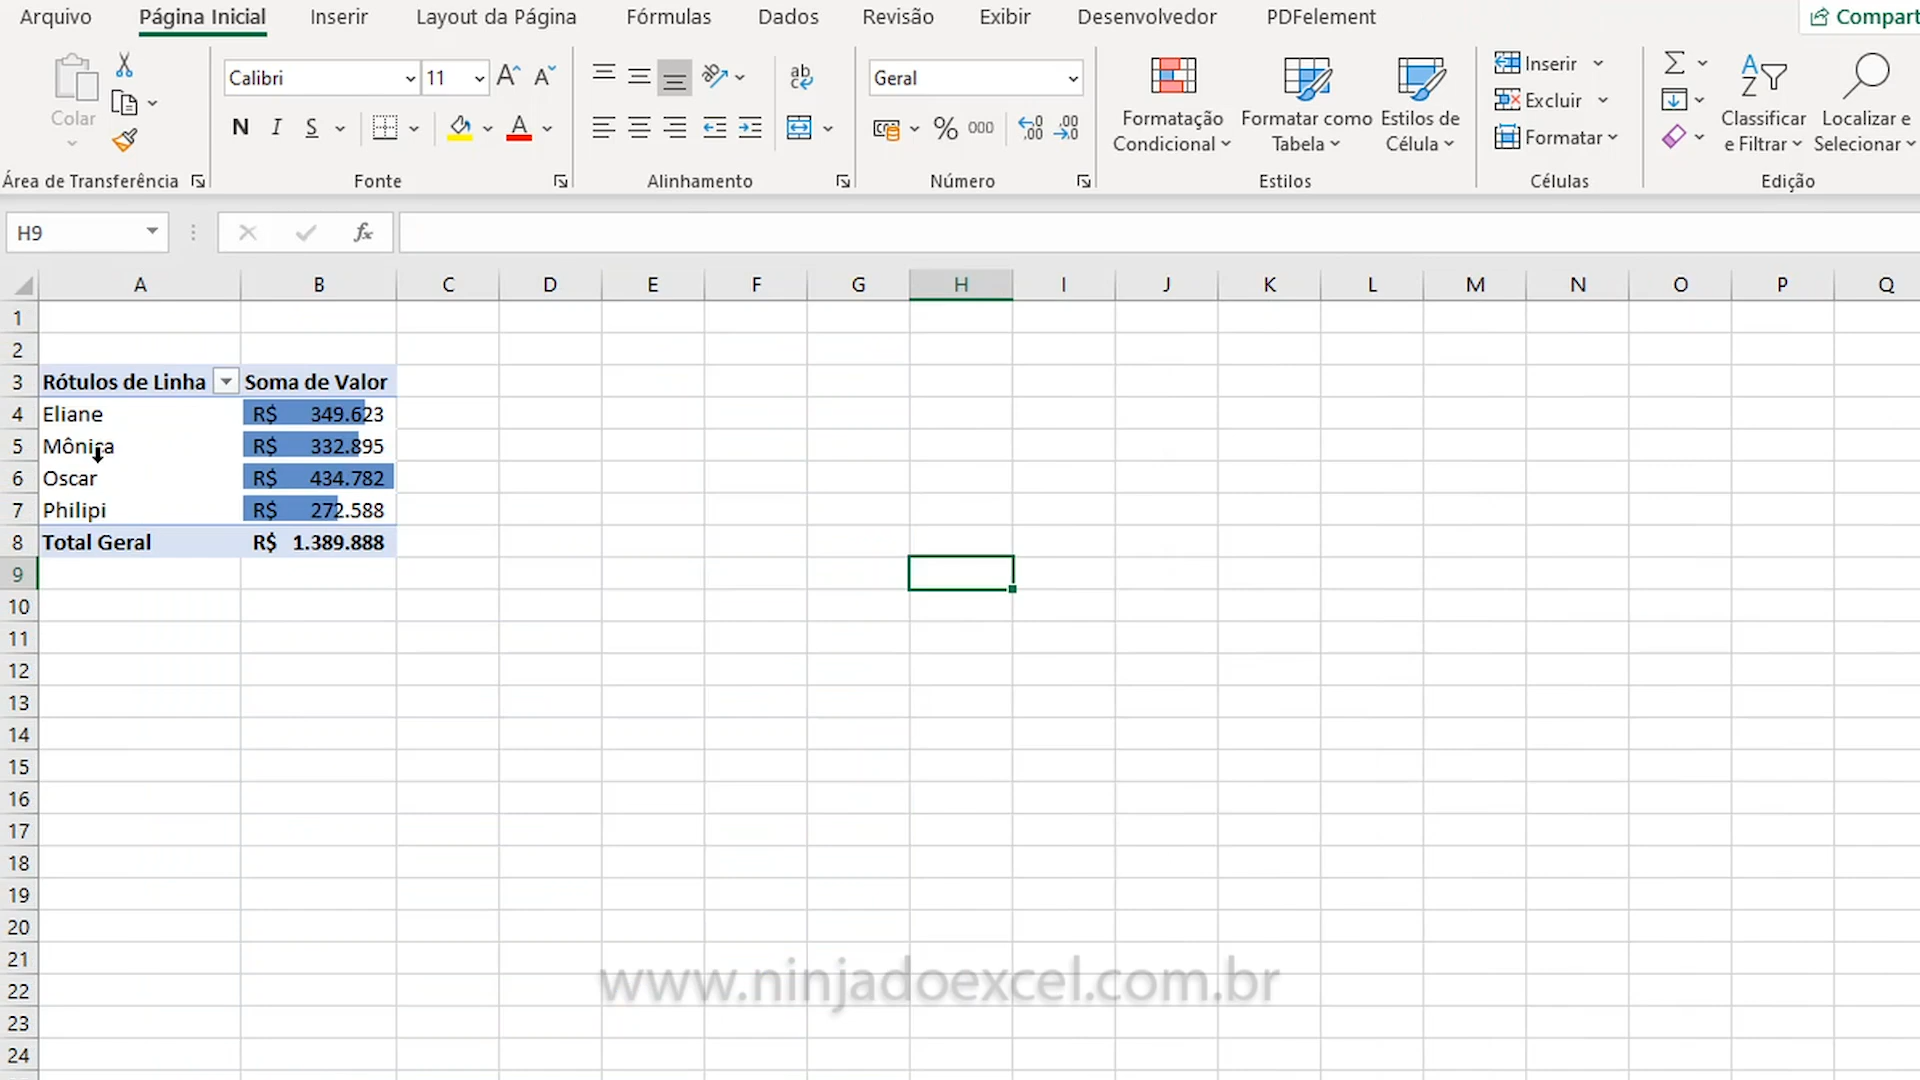 Arquivo Página Inicial Inserir Layout da Página Fórmulas Dados Revisão Exibir Desenvolvedor PDFelement Compart
Colar
Calibri 11
N I S A
ab
Geral
% 000
Formatação Condicional
Formatar como Tabela
Estilos de Célula
Inserir
Excluir
Formatar
Classificar e Filtrar
Localizar e Selecionar
Área de Transferência Fonte Alinhamento Número Estilos Células Edição
H9 fx
A B C D E F G H I J K L M N O P Q
1
2
3 Rótulos de Linha Soma de Valor
4 Eliane R$ 349.623
5 Mônica R$ 332.895
6 Oscar R$ 434.782
7 Philipi R$ 272.588
8 Total Geral R$ 1.389.888
9
10
11
12
13
14
15
16
17
18
19
20
21
www.ninjadoexcel.com.br
22
23
24